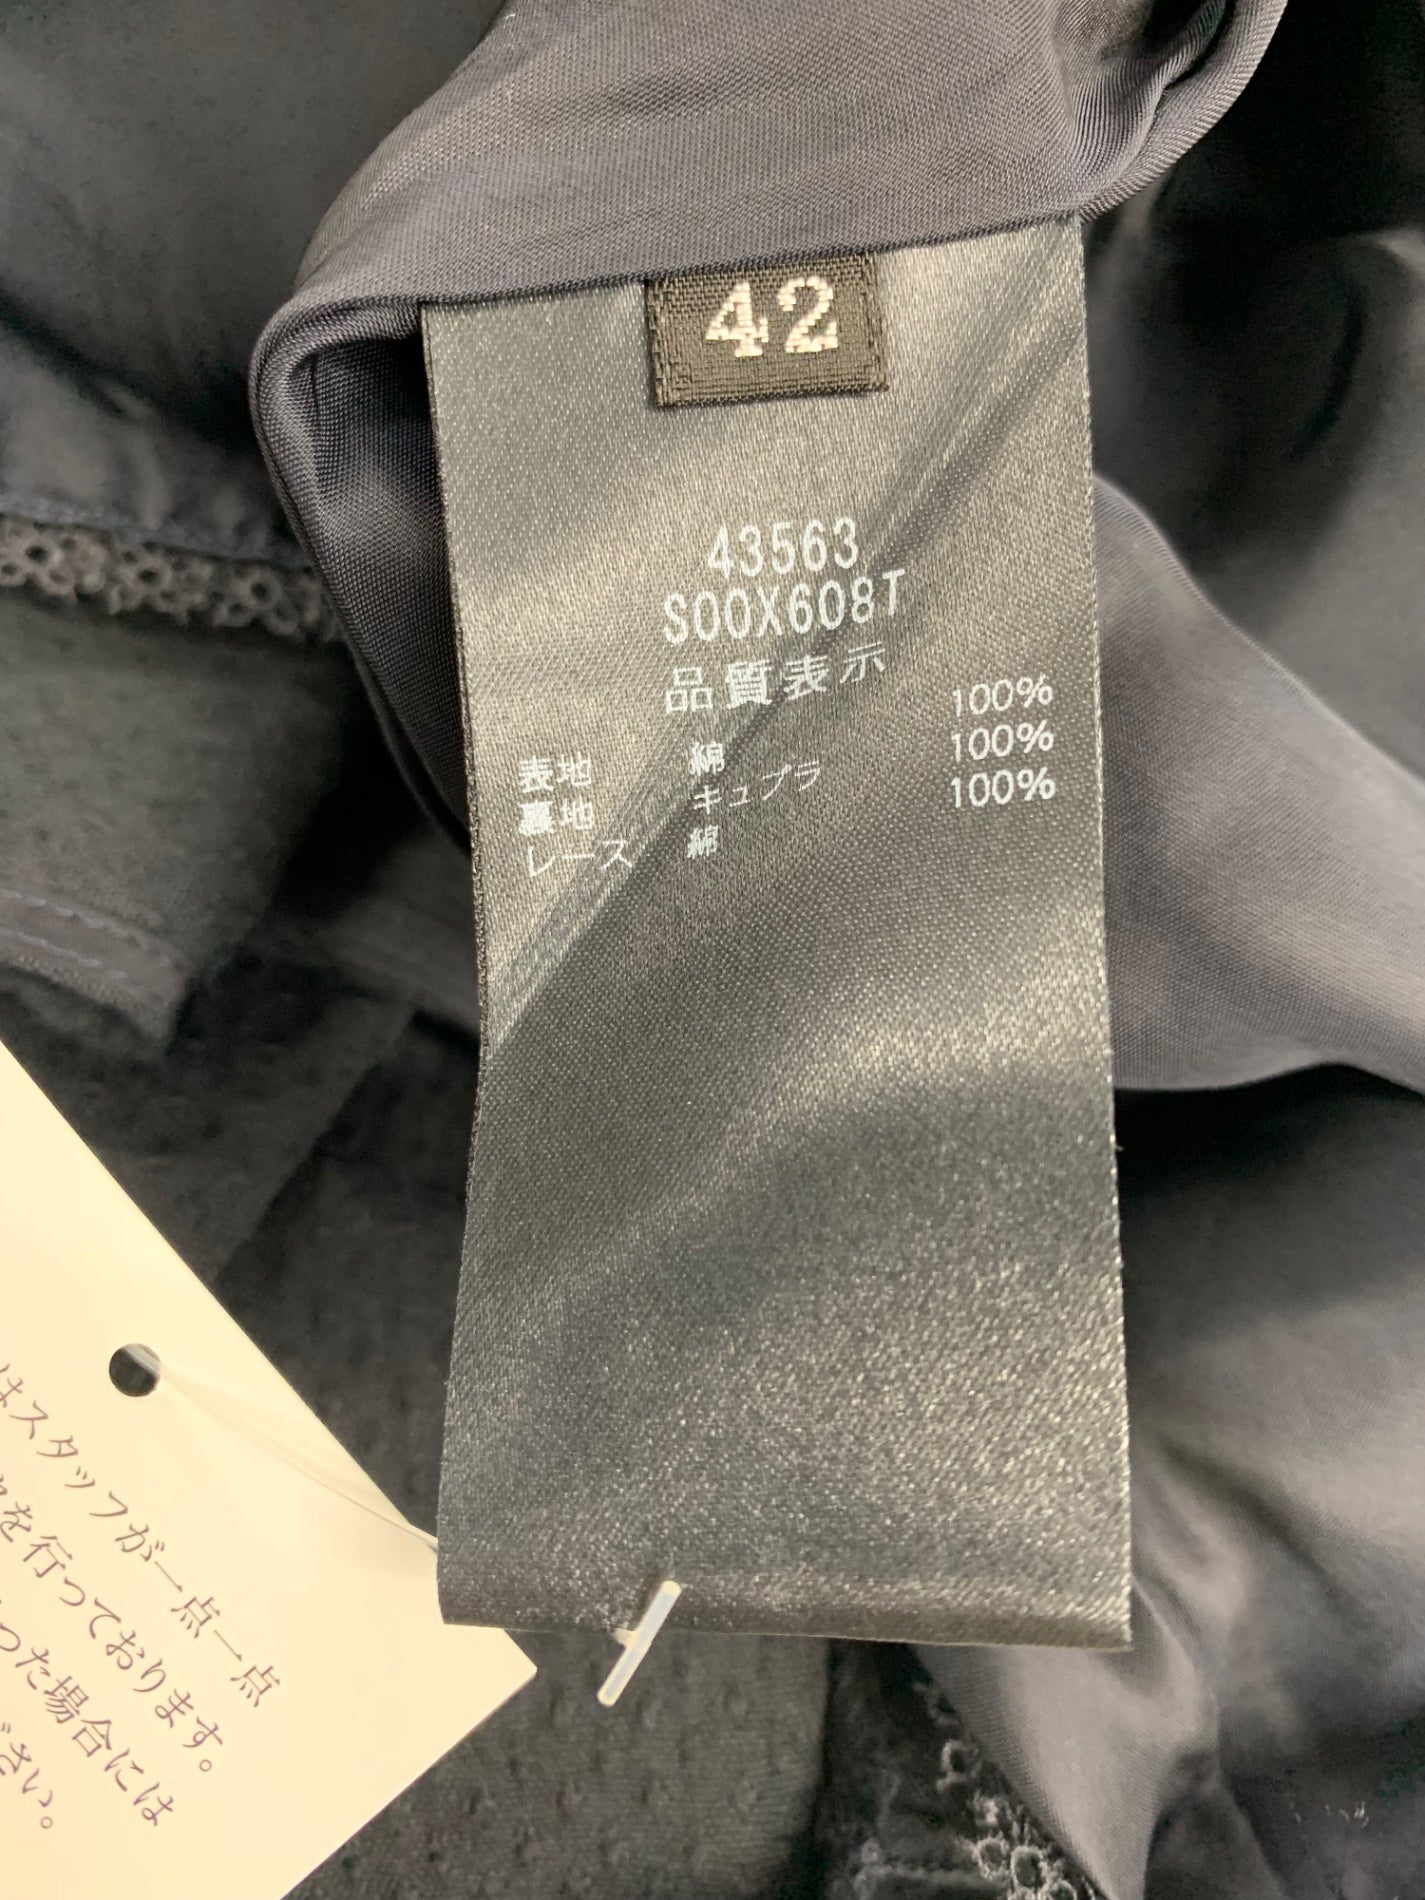 42
43563
S00X608T
品質表示
表地 綿 100%
裏地 キュプラ 100%
レース 綿 100%
はスタッフが一点一点
を行っております。
った場合には
さい。